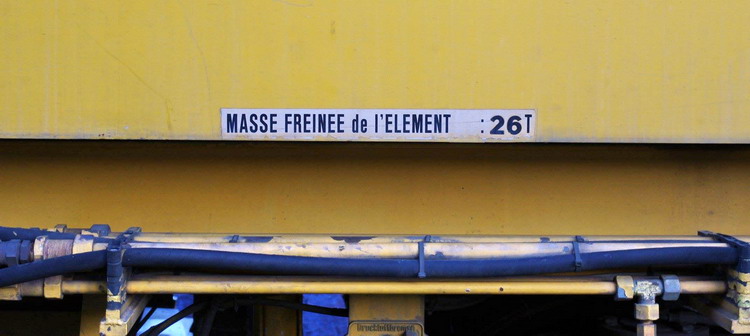 MASSE FREINEE de l'ELEMENT : 26T